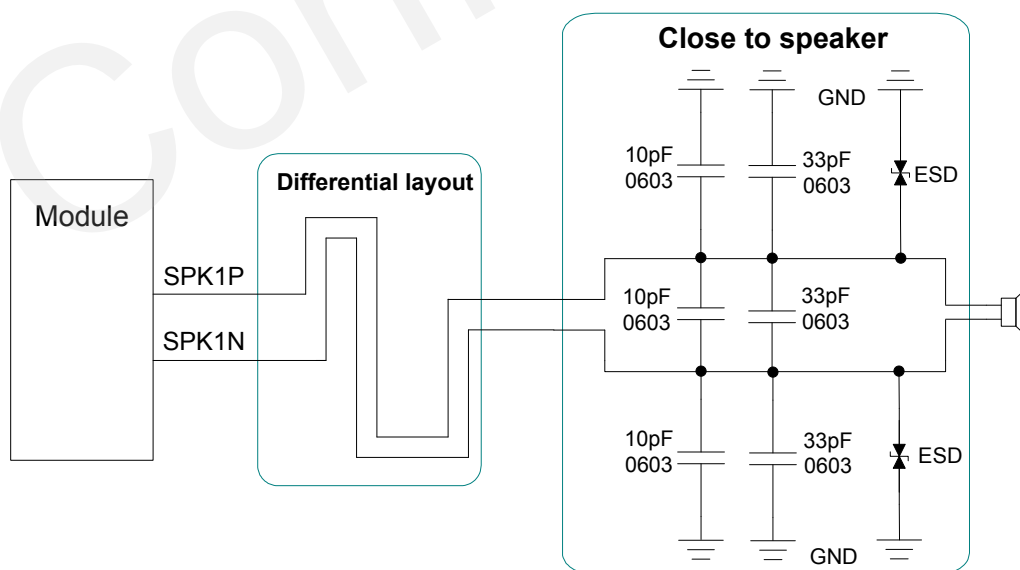 Close to speaker
GND
10pF
0603
33pF
0603
ESD
Differential layout
Module
SPK1P
SPK1N
10pF
0603
33pF
0603
10pF
0603
33pF
0603
ESD
GND